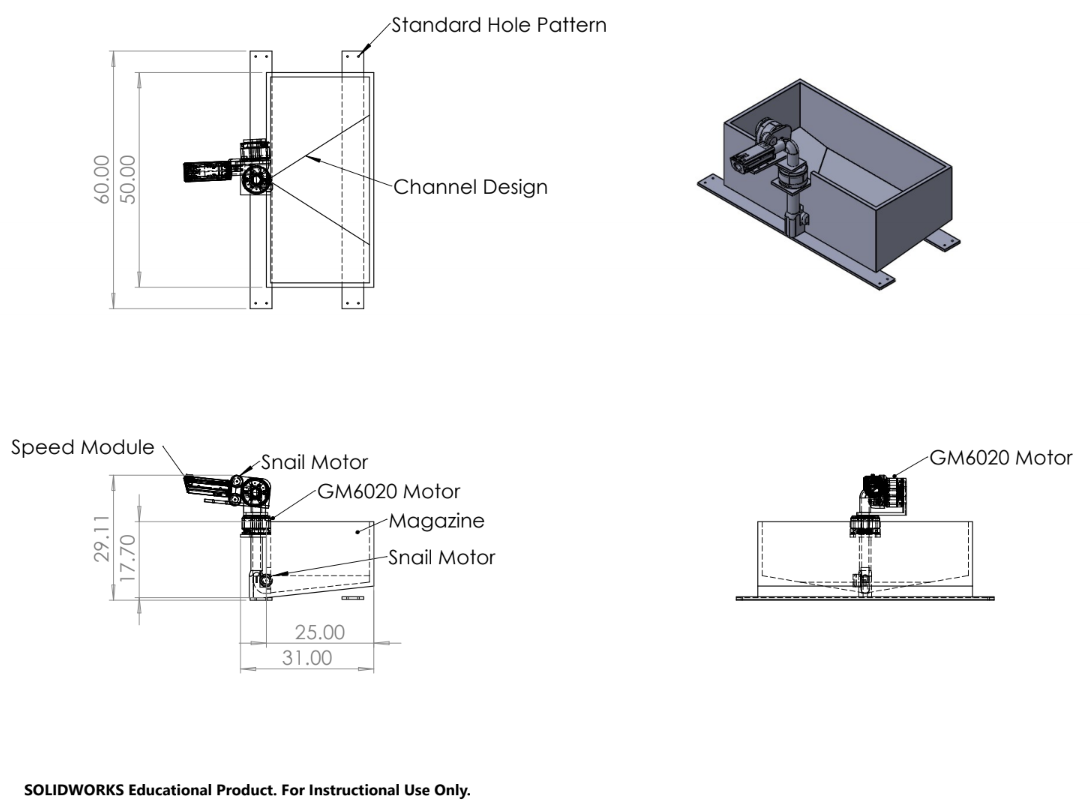 Standard Hole Pattern
60.00
50.00
Channel Design
Speed Module
Snail Motor
GM6020 Motor
GM6020 Motor
Magazine
29.11
17.70
Snail Motor
25.00
31.00
SOLIDWORKS Educational Product. For Instructional Use Only.